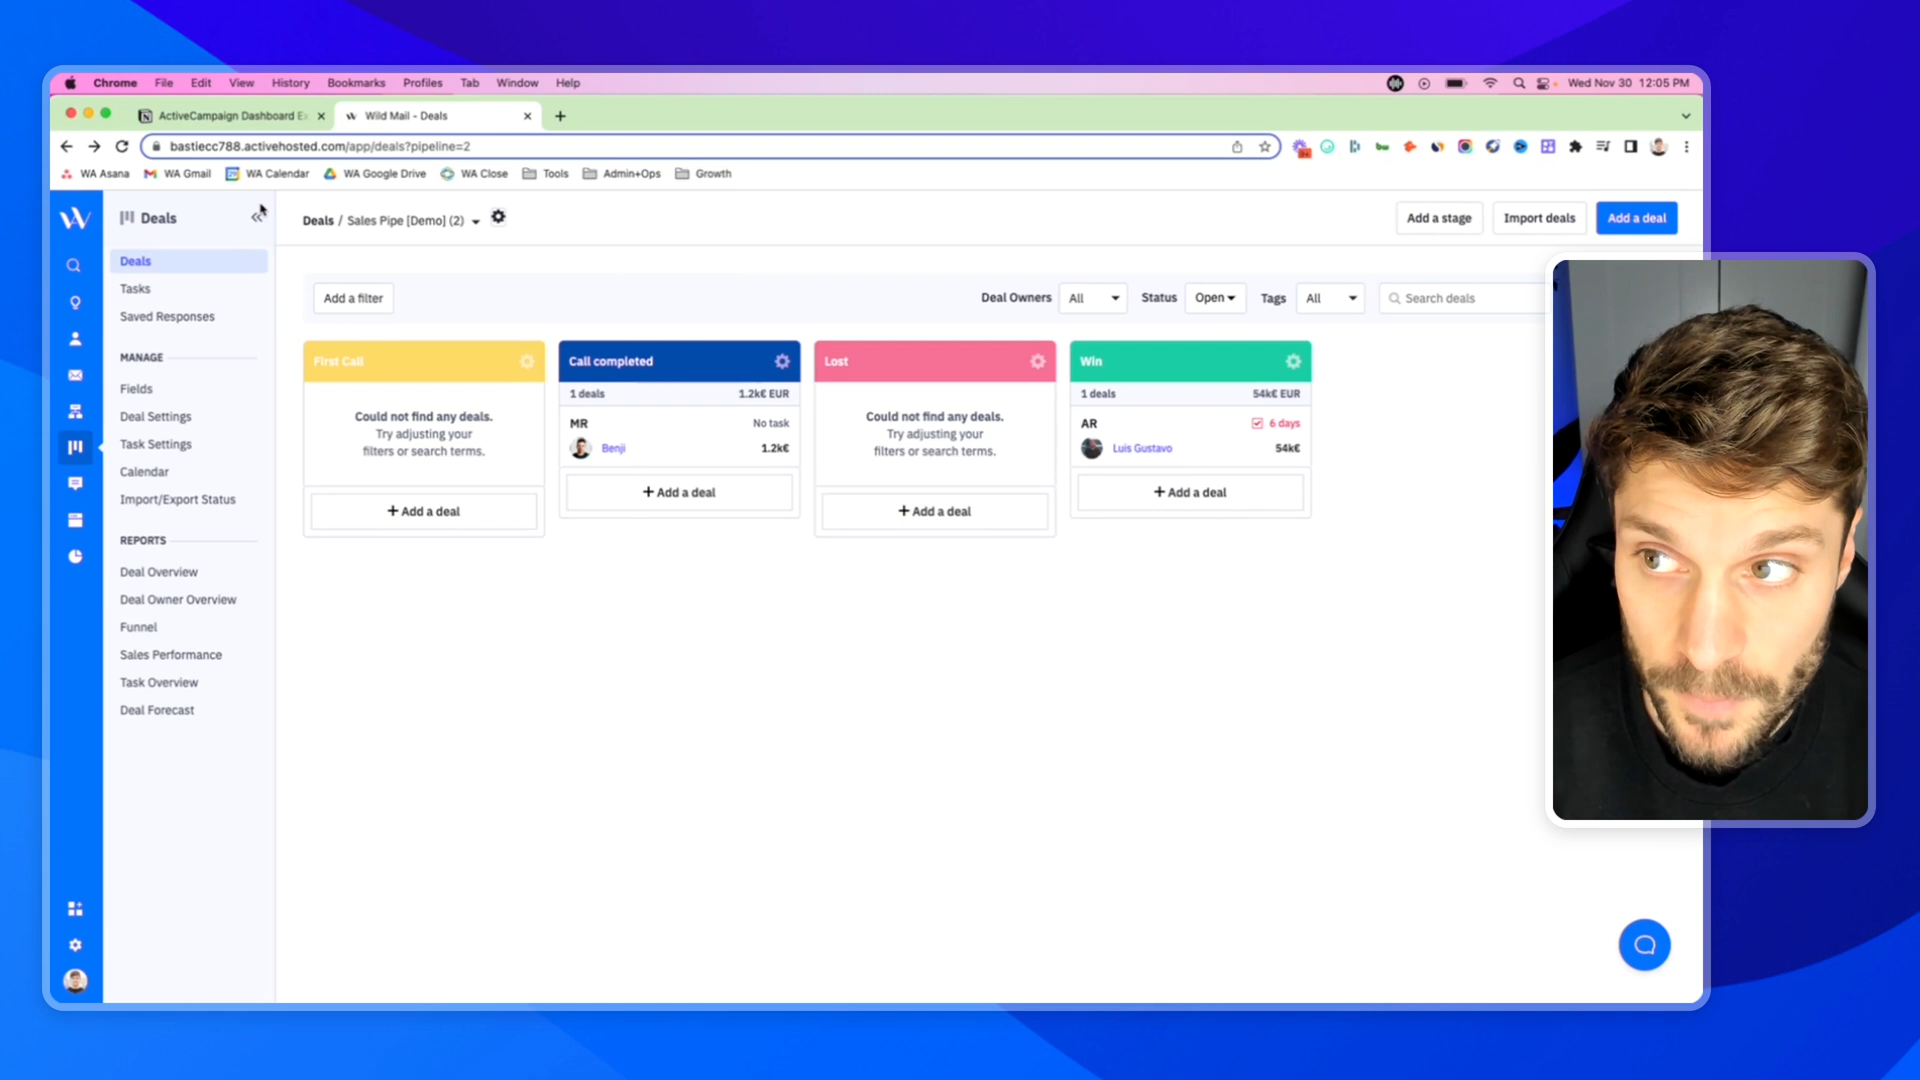 Chrome File Edit View History Bookmarks Profiles Tab Window Help Wed Nov 30 12:05 PM
ActiveCampaign Dashboard Ex Wild Mail - Deals
bastiecc788.activehosted.com/app/deals?pipeline=2
WA Asana WA Gmail WA Calendar WA Google Drive WA Close Tools Admin+Ops Growth
Deals
Deals
Tasks
Saved Responses
MANAGE
Fields
Deal Settings
Task Settings
Calendar
Import/Export Status
REPORTS
Deal Overview
Deal Owner Overview
Funnel
Sales Performance
Task Overview
Deal Forecast
Deals / Sales Pipe [Demo] (2)
Add a stage Import deals Add a deal
Add a filter Deal Owners All Status Open Tags All Search deals
First Call
Could not find any deals.
Try adjusting your
filters or search terms.
+ Add a deal
Call completed
1 deals 1.2k€ EUR
MR No task
Benji 1.2k€
+ Add a deal
Lost
Could not find any deals.
Try adjusting your
filters or search terms.
+ Add a deal
Win
1 deals 54k€ EUR
AR 6 days
Luis Gustavo 54k€
+ Add a deal